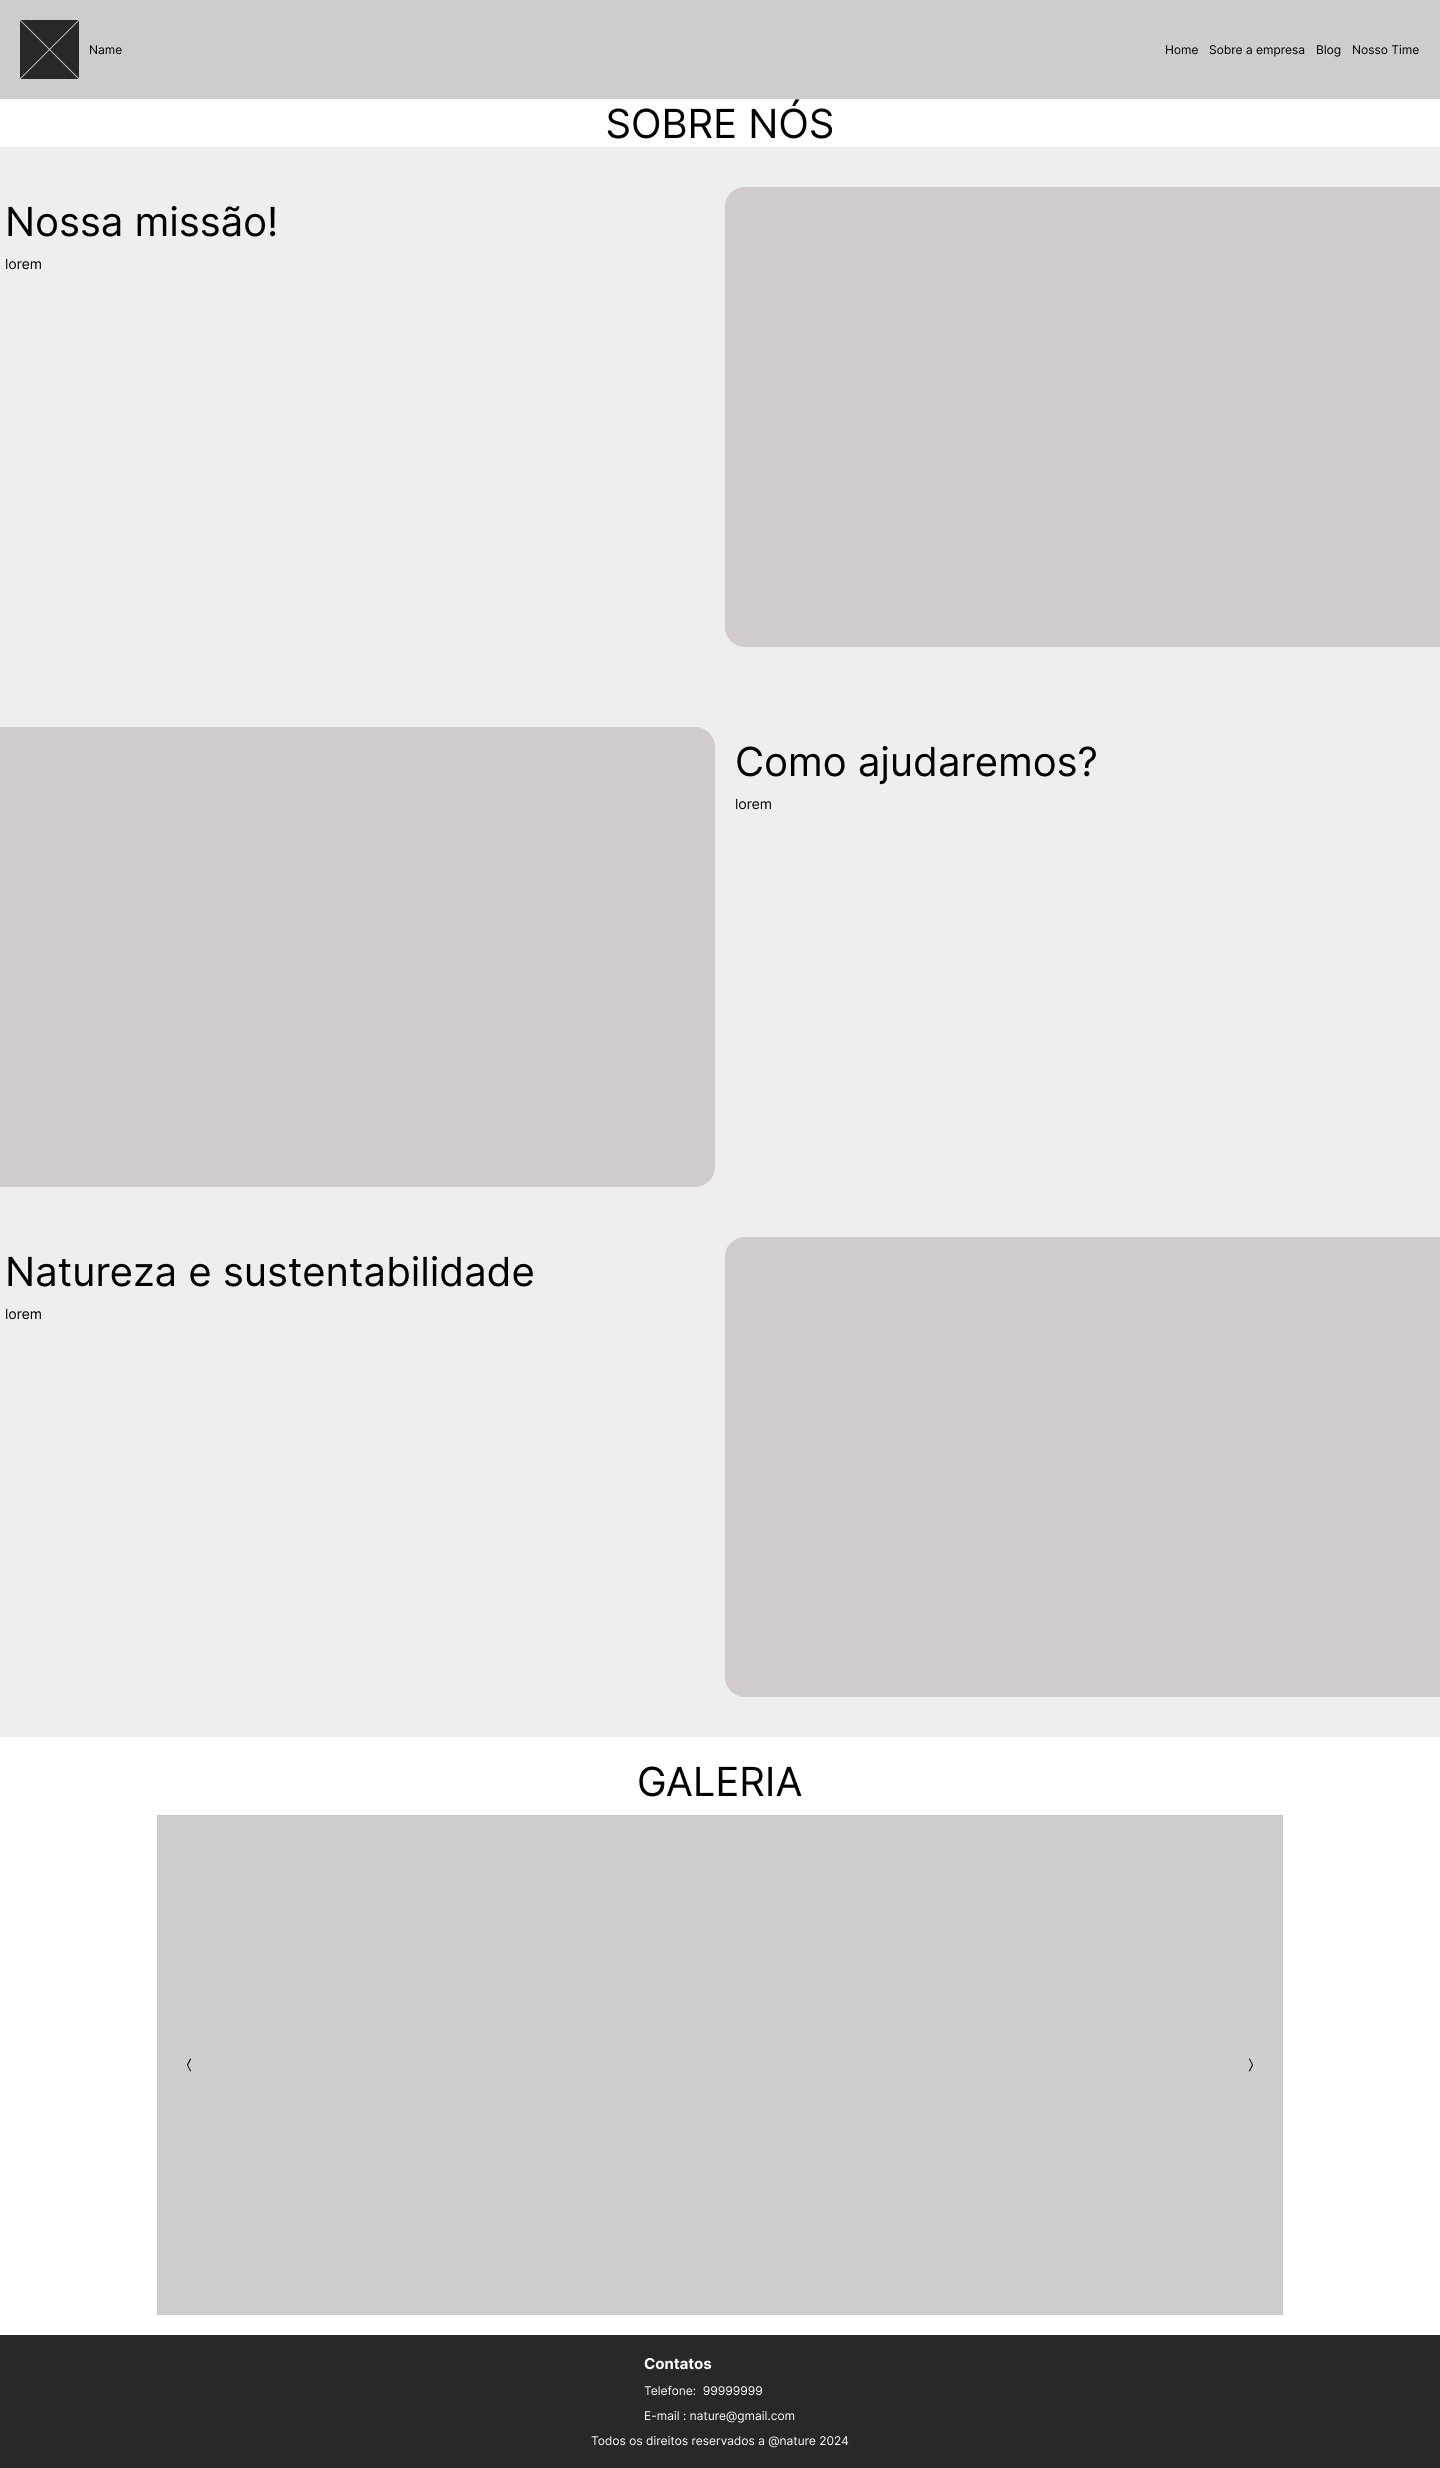 Name
Home Sobre a empresa Blog Nosso Time
SOBRE NÓS
Nossa missão!
lorem
Como ajudaremos?
lorem
Natureza e sustentabilidade
lorem
GALERIA
Contatos
Telefone: 99999999
E-mail : nature@gmail.com
Todos os direitos reservados a @nature 2024